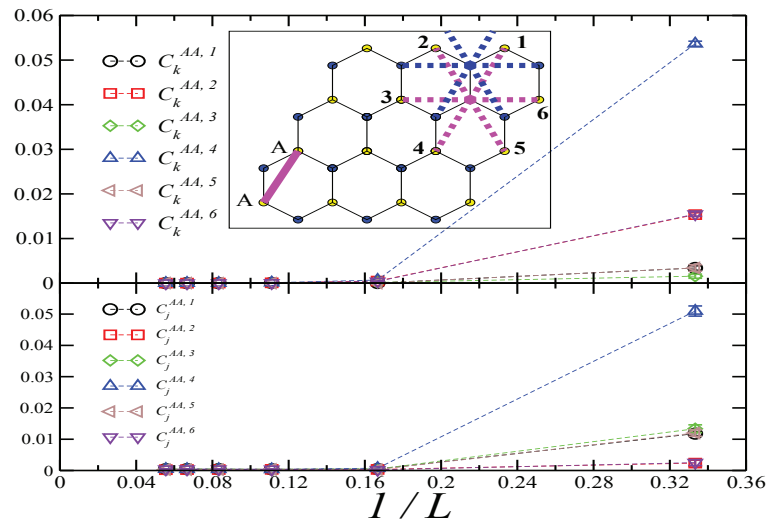 0.06
0.05
0.04
0.03
0.02
0.01
0
C_k^{AA, 1}
C_k^{AA, 2}
C_k^{AA, 3}
C_k^{AA, 4}
C_k^{AA, 5}
C_k^{AA, 6}
2 1
3 6
4 5
A
A
0.05
0.04
0.03
0.02
0.01
0
C_j^{AA, 1}
C_j^{AA, 2}
C_j^{AA, 3}
C_j^{AA, 4}
C_j^{AA, 5}
C_j^{AA, 6}
0 0.04 0.08 0.12 0.16 0.20 0.24 0.28 0.32 0.36
1 / L